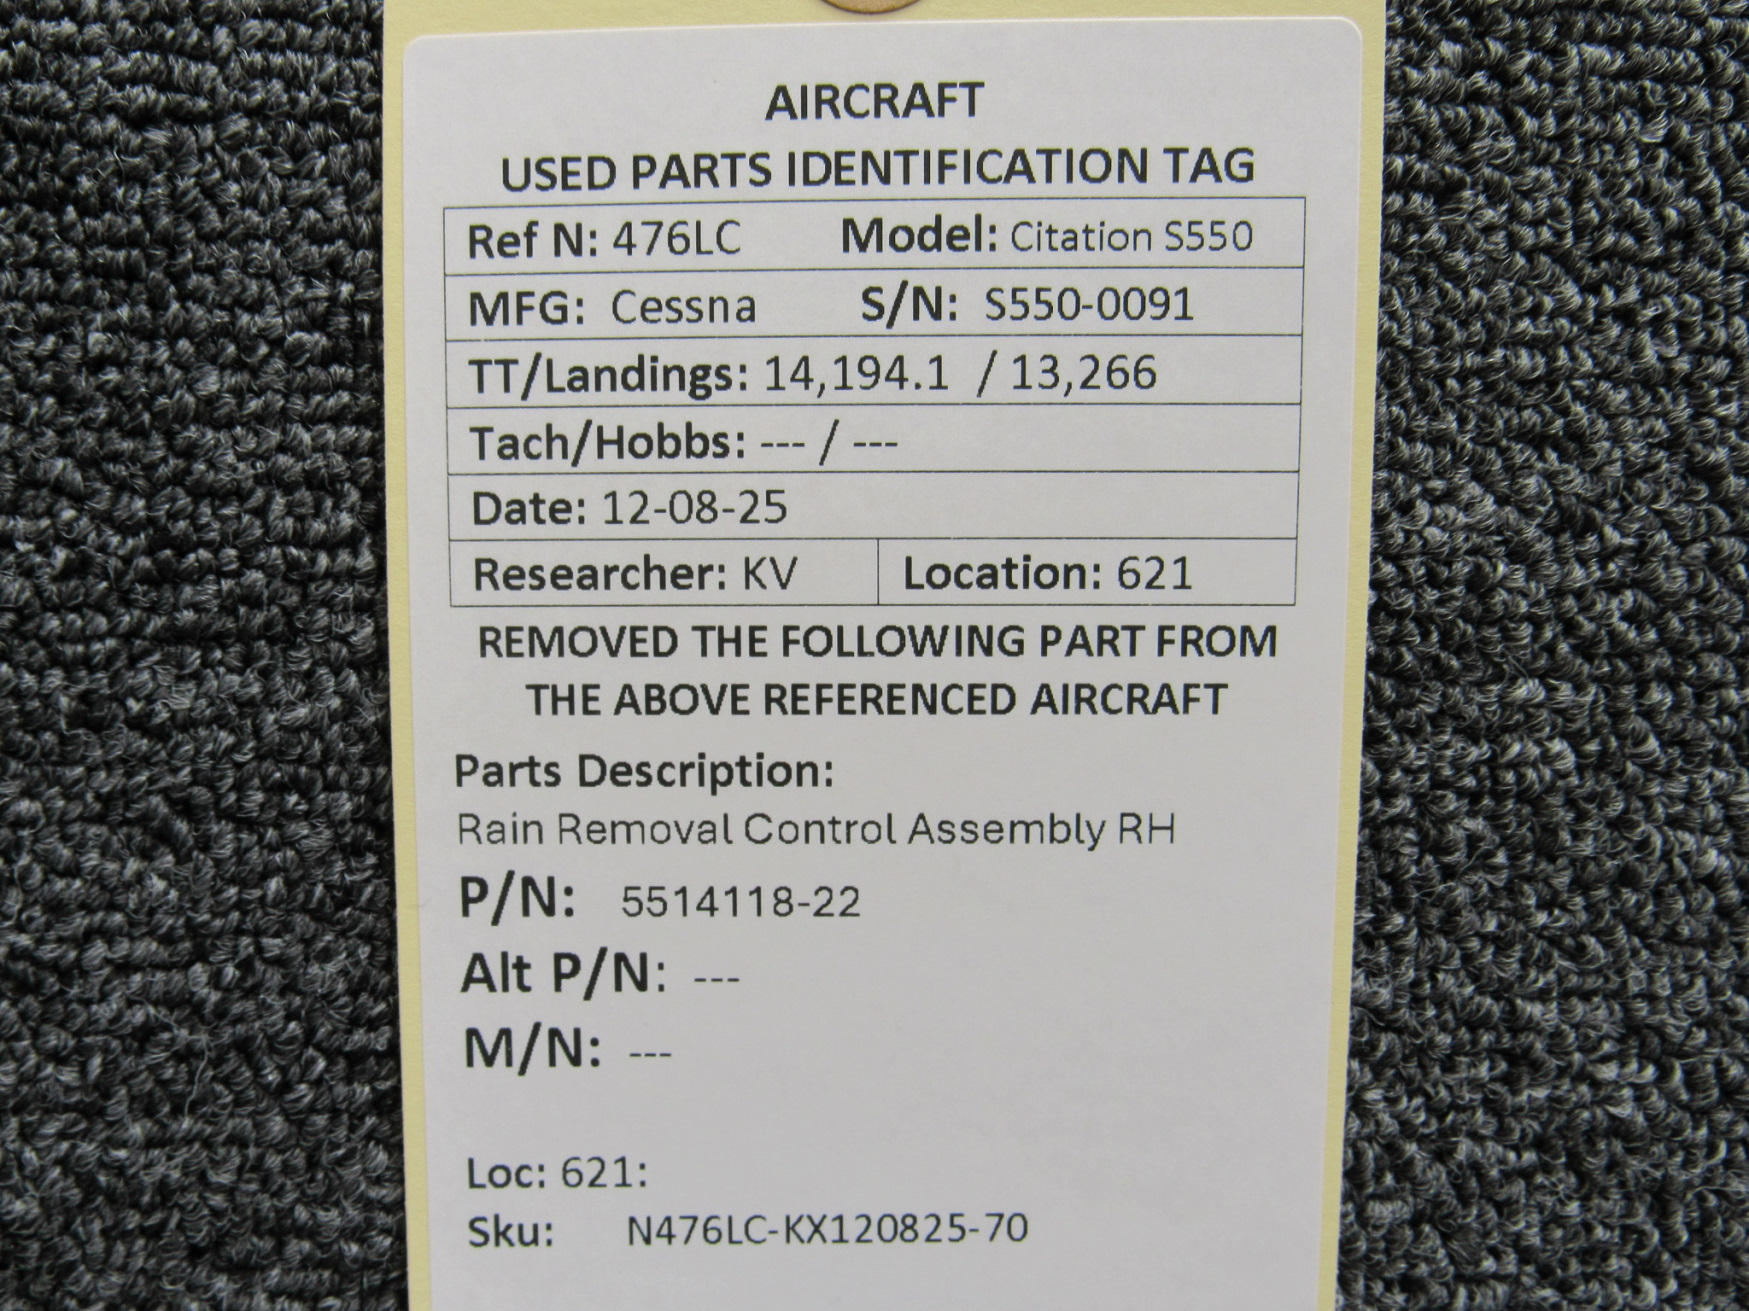 AIRCRAFT
USED PARTS IDENTIFICATION TAG
Ref N: 476LC Model: Citation S550
MFG: Cessna S/N: S550-0091
TT/Landings: 14,194.1 / 13,266
Tach/Hobbs: --- / ---
Date: 12-08-25
Researcher: KV Location: 621
REMOVED THE FOLLOWING PART FROM
THE ABOVE REFERENCED AIRCRAFT
Parts Description:
Rain Removal Control Assembly RH
P/N: 5514118-22
Alt P/N: ---
M/N: ---
Loc: 621:
Sku: N476LC-KX120825-70